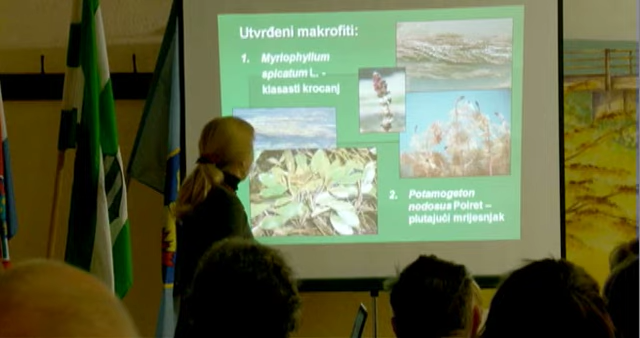 Utvrđeni makrofiti:
1. Myriophyllum
spicatum L. -
klasasti krocanj
2. Potamogeton
nodosus Poiret –
plutajući mrijesnjak